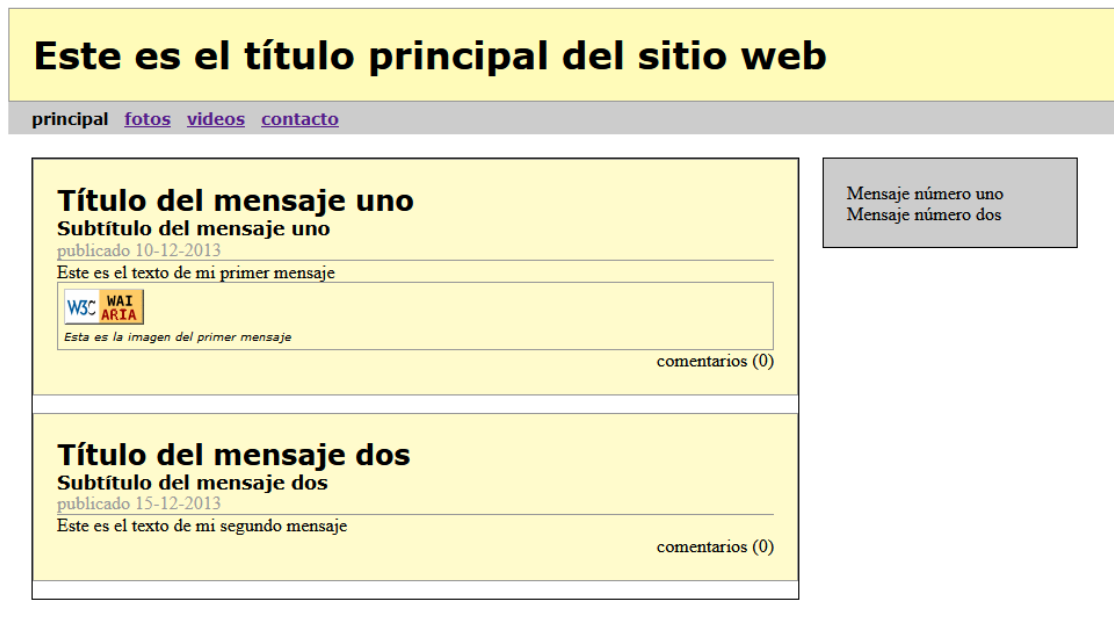 Este es el título principal del sitio web
principal fotos videos contacto
Título del mensaje uno
Subtítulo del mensaje uno
publicado 10-12-2013
Este es el texto de mi primer mensaje
W3C WAI ARIA
Esta es la imagen del primer mensaje
comentarios (0)
Título del mensaje dos
Subtítulo del mensaje dos
publicado 15-12-2013
Este es el texto de mi segundo mensaje
comentarios (0)
Mensaje número uno
Mensaje número dos